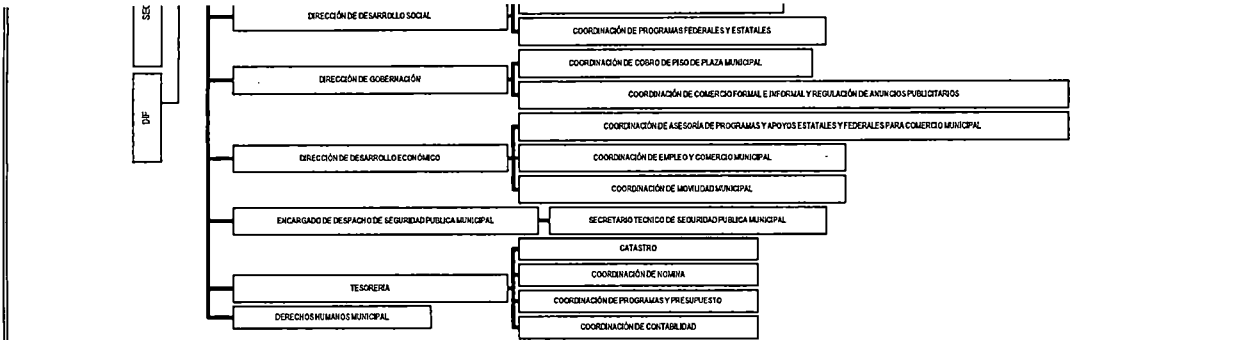 SEC
DIF
DIRECCIÓN DE DESARROLLO SOCIAL
COORDINACIÓN DE PROGRAMAS FEDERALES Y ESTATALES
DIRECCIÓN DE GOBERNACIÓN
COORDINACIÓN DE COBRO DE PISO DE PLAZA MUNICIPAL
COORDINACIÓN DE COMERCIO FORMAL E INFORMAL Y REGULACIÓN DE ANUNCIOS PUBLICITARIOS
DIRECCIÓN DE DESARROLLO ECONÓMICO
COORDINACIÓN DE ASESORÍA DE PROGRAMAS Y APOYOS ESTATALES Y FEDERALES PARA COMERCIO MUNICIPAL
COORDINACIÓN DE EMPLEO Y COMERCIO MUNICIPAL
COORDINACIÓN DE MOVILIDAD MUNICIPAL
ENCARGADO DE DESPACHO DE SEGURIDAD PUBLICA MUNICIPAL
SECRETARIO TECNICO DE SEGURIDAD PUBLICA MUNICIPAL
TESORERIA
CATASTRO
COORDINACIÓN DE NOMINA
COORDINACIÓN DE PROGRAMAS Y PRESUPUESTO
COORDINACIÓN DE CONTABILIDAD
DERECHOS HUMANOS MUNICIPAL